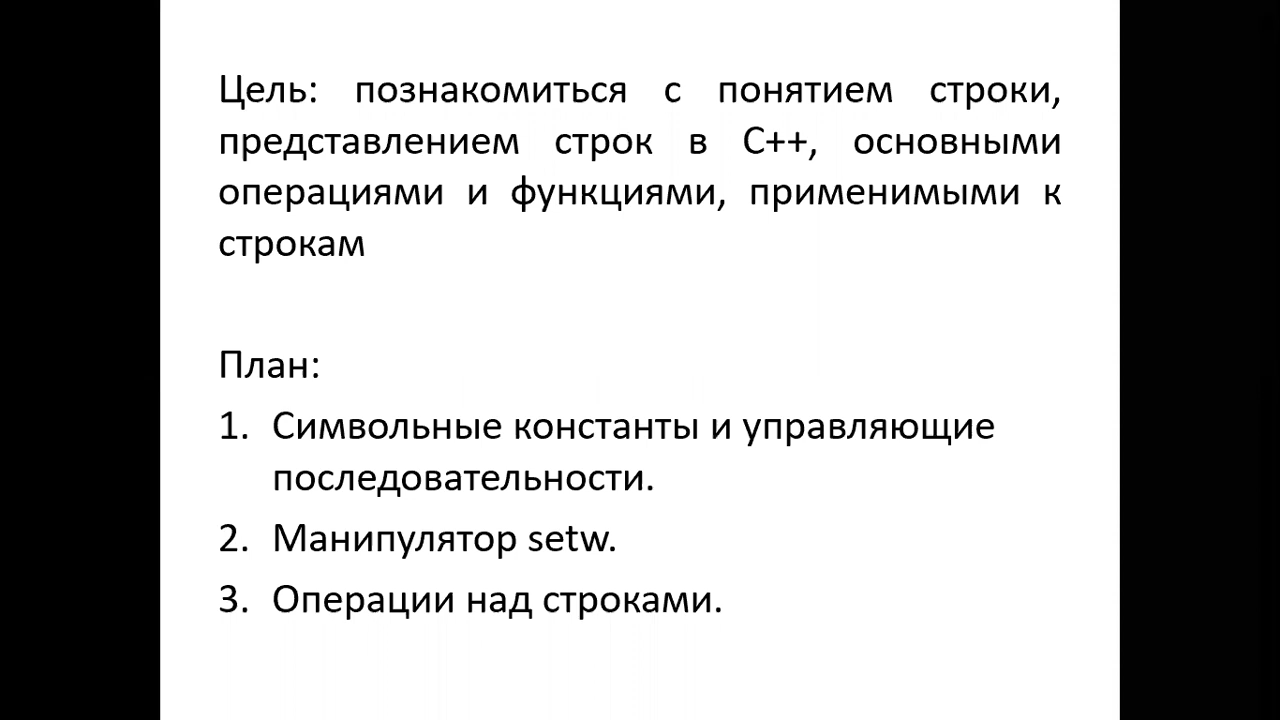 Цель: познакомиться с понятием строки,
представлением строк в С++, основными
операциями и функциями, применимыми к
строкам
План:
1. Символьные константы и управляющие
последовательности.
2. Манипулятор setw.
3. Операции над строками.